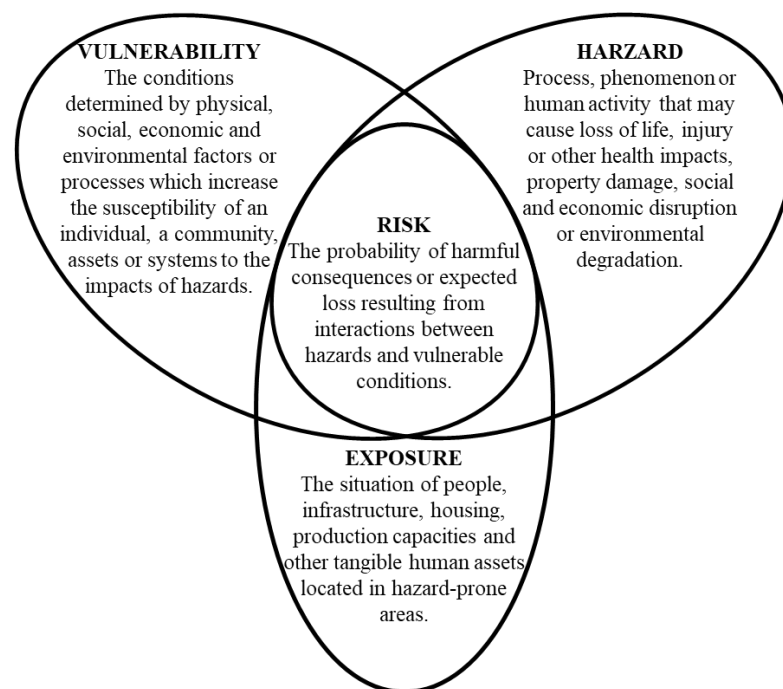 VULNERABILITY
The conditions
determined by physical,
social, economic and
environmental factors or
processes which increase
the susceptibility of an
individual, a community,
assets or systems to the
impacts of hazards.
HARZARD
Process, phenomenon or
human activity that may
cause loss of life, injury
or other health impacts,
property damage, social
and economic disruption
or environmental
degradation.
RISK
The probability of harmful
consequences or expected
loss resulting from
interactions between
hazards and vulnerable
conditions.
EXPOSURE
The situation of people,
infrastructure, housing,
production capacities and
other tangible human assets
located in hazard-prone
areas.